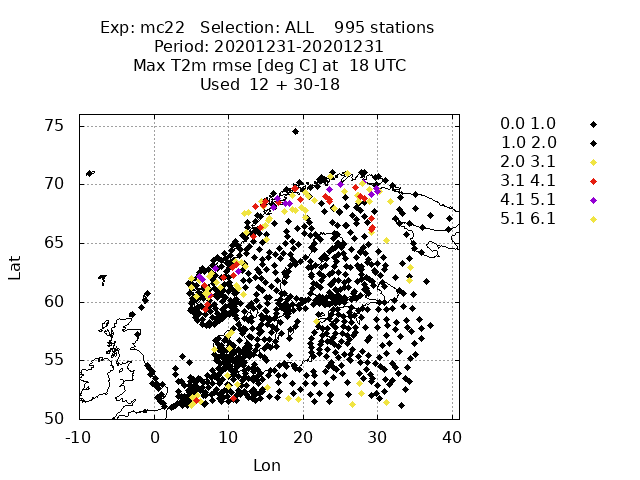 Exp: mc22 Selection: ALL 995 stations
Period: 20201231-20201231
Max T2m rmse [deg C] at 18 UTC
Used 12 + 30-18
75
70
65
60
55
50
-10 0 10 20 30 40
Lat
Lon
0.0 1.0
1.0 2.0
2.0 3.1
3.1 4.1
4.1 5.1
5.1 6.1